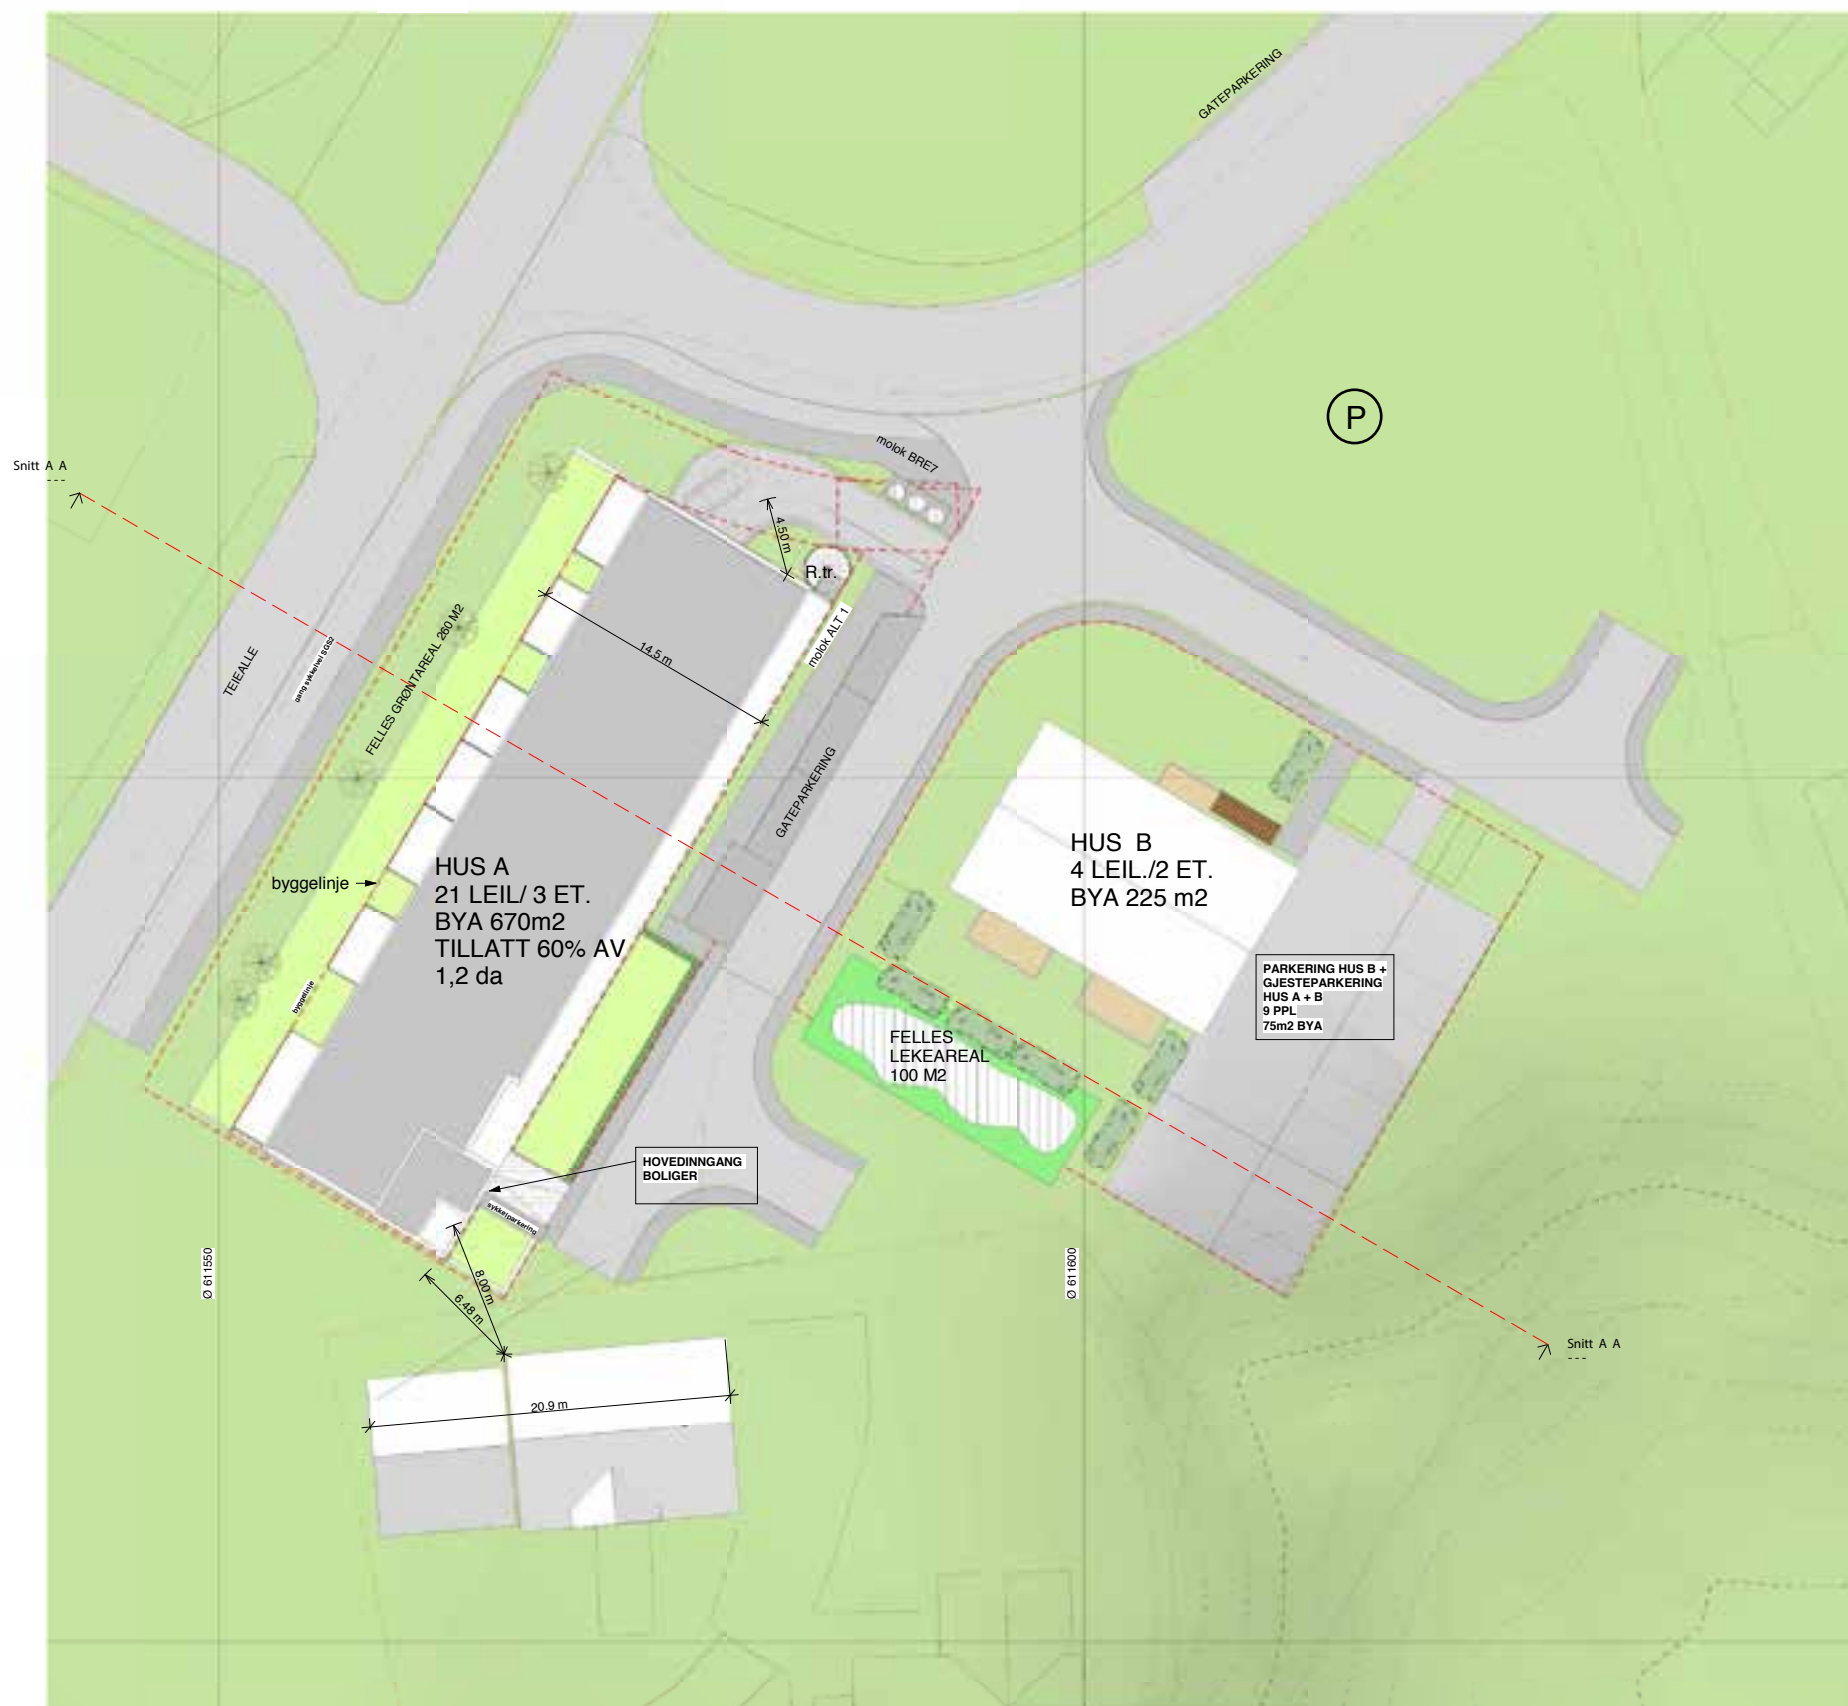 GATEPARKERING
P
molok BRE7
Snitt A A
4.50 m
R.tr.
molok ALT 1
14.5 m
TEIEALLE
gang sykkelvei SGS2
FELLES GRØNTAREAL 260 M2
GATEPARKERING
byggelinje
HUS A
21 LEIL/ 3 ET.
BYA 670m2
TILLATT 60% AV
1,2 da
byggelinje
HUS B
4 LEIL./2 ET.
BYA 225 m2
PARKERING HUS B +
GJESTEPARKERING
HUS A + B
9 PPL
75m2 BYA
FELLES
LEKEAREAL
100 M2
HOVEDINNGANG
BOLIGER
sykkelparkering
Ø 611550
8.00 m
6.48 m
Ø 611600
Snitt A A
20.9 m